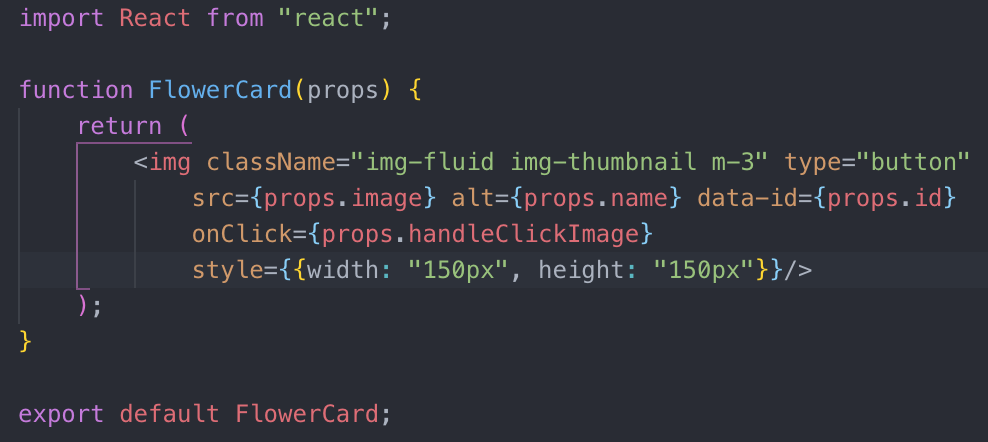 import React from "react";
function FlowerCard(props) {
return (
<img className="img-fluid img-thumbnail m-3" type="button"
src={props.image} alt={props.name} data-id={props.id}
onClick={props.handleClickImage}
style={{width: "150px", height: "150px"}}/>
);
}
export default FlowerCard;